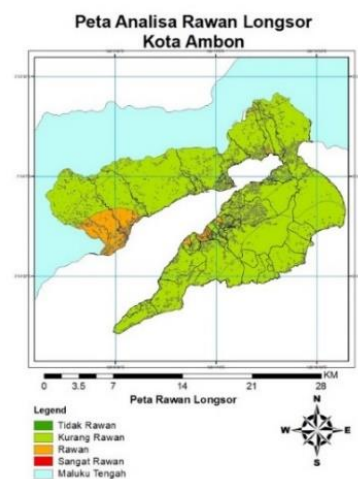 Peta Analisa Rawan Longsor
Kota Ambon
KM
0 3.5 7 14 21 28
Peta Rawan Longsor
Legend
Tidak Rawan
Kurang Rawan
Rawan
Sangat Rawan
Maluku Tengah
N
W E
S